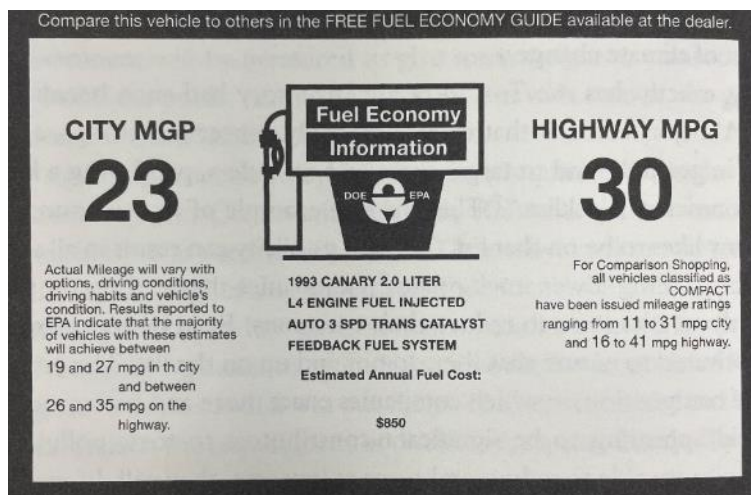 Compare this vehicle to others in the FREE FUEL ECONOMY GUIDE available at the dealer.
CITY MGP
23
Actual Mileage will vary with
options, driving conditions,
driving habits and vehicle's
condition. Results reported to
EPA indicate that the majority
of vehicles with these estimates
will achieve between
19 and 27 mpg in th city
and between
26 and 35 mpg on the
highway.
Fuel Economy
Information
DOE EPA
1993 CANARY 2.0 LITER
L4 ENGINE FUEL INJECTED
AUTO 3 SPD TRANS CATALYST
FEEDBACK FUEL SYSTEM
Estimated Annual Fuel Cost:
$850
HIGHWAY MPG
30
For Comparison Shopping,
all vehicles classified as
COMPACT
have been issued mileage ratings
ranging from 11 to 31 mpg city
and 16 to 41 mpg highway.